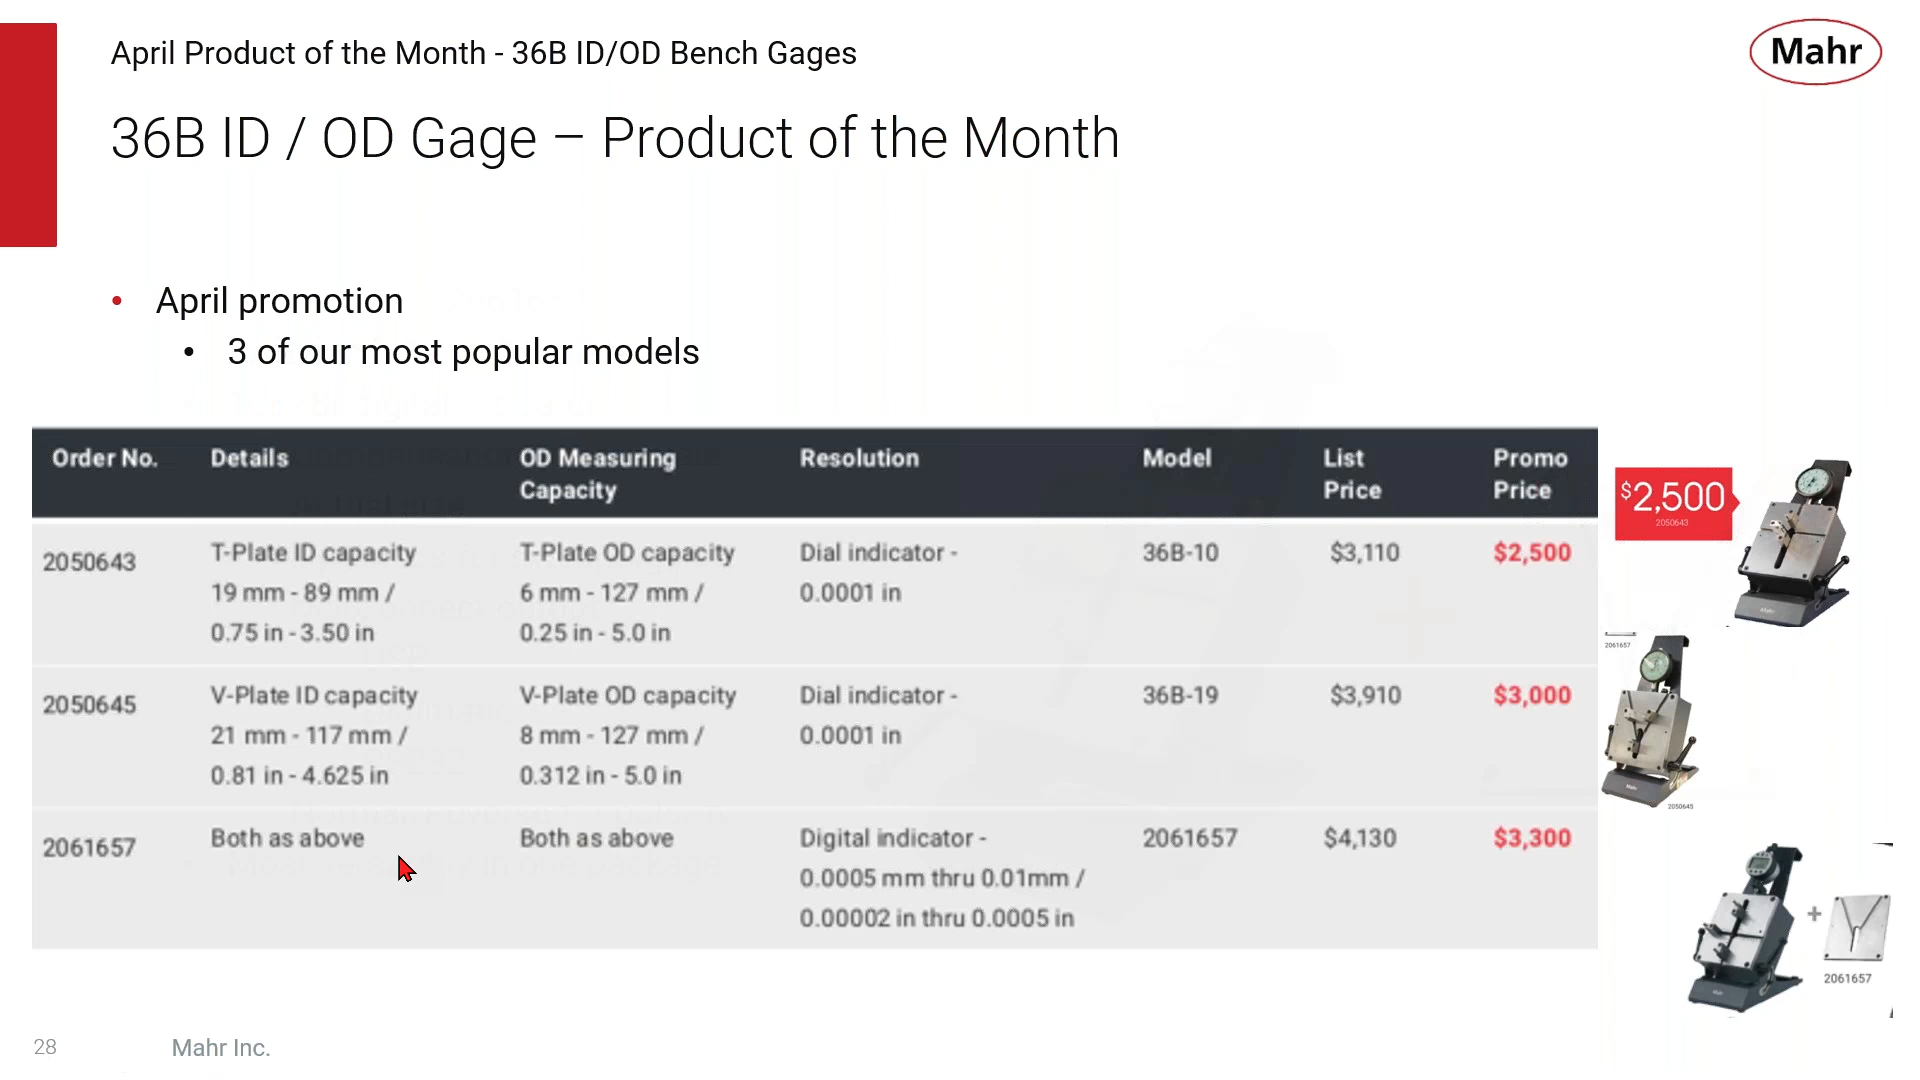 April Product of the Month - 36B ID/OD Bench Gages
Mahr
36B ID / OD Gage – Product of the Month
• April promotion
• 3 of our most popular models
Order No. Details OD Measuring Capacity Resolution Model List Price Promo Price
2050643 T-Plate ID capacity T-Plate OD capacity Dial indicator - 36B-10 $3,110 $2,500
19 mm - 89 mm / 6 mm - 127 mm / 0.0001 in
0.75 in - 3.50 in 0.25 in - 5.0 in
2050645 V-Plate ID capacity V-Plate OD capacity Dial indicator - 36B-19 $3,910 $3,000
21 mm - 117 mm / 8 mm - 127 mm / 0.0001 in
0.81 in - 4.625 in 0.312 in - 5.0 in
2061657 Both as above Both as above Digital indicator - 2061657 $4,130 $3,300
0.0005 mm thru 0.01mm /
0.00002 in thru 0.0005 in
$2,500
2050643
Mahr
2061657
Mahr
2050645
+
2061657
28 Mahr Inc.